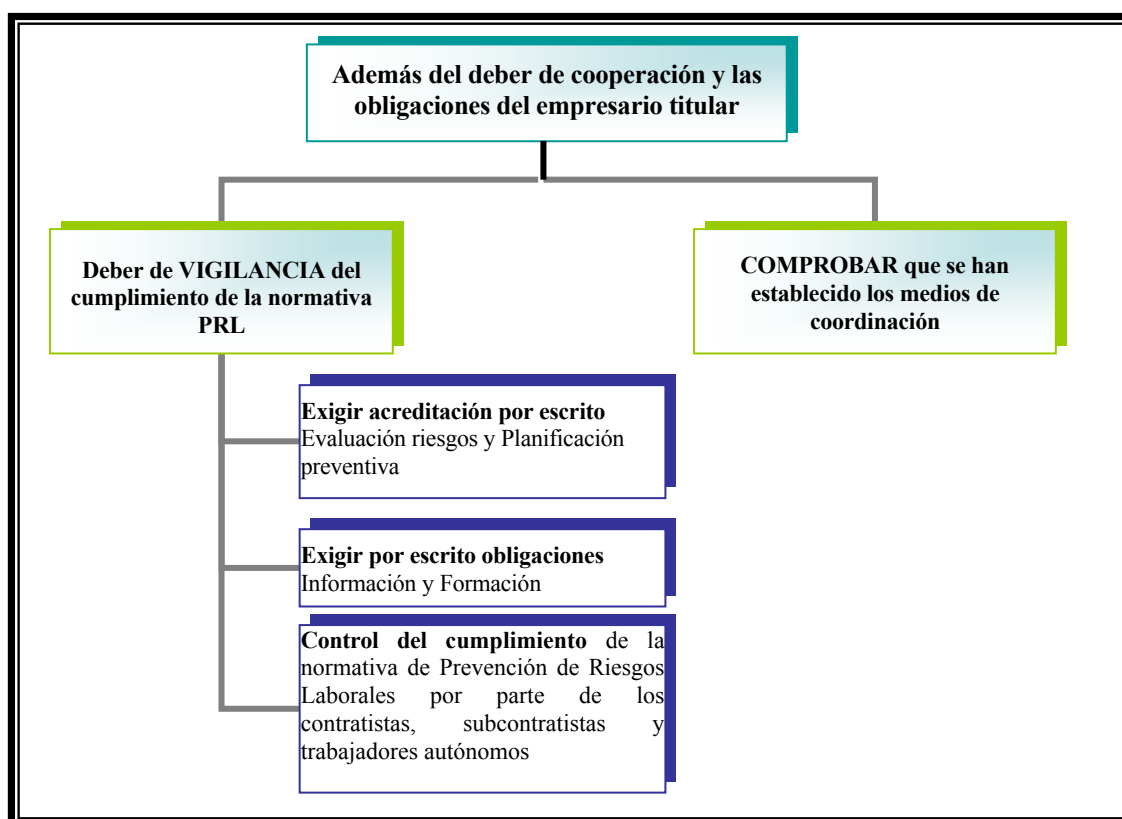 Además del deber de cooperación y las
obligaciones del empresario titular
Deber de VIGILANCIA del
cumplimiento de la normativa
PRL
COMPROBAR que se han
establecido los medios de
coordinación
Exigir acreditación por escrito
Evaluación riesgos y Planificación
preventiva
Exigir por escrito obligaciones
Información y Formación
Control del cumplimiento de la
normativa de Prevención de Riesgos
Laborales por parte de los
contratistas, subcontratistas y
trabajadores autónomos